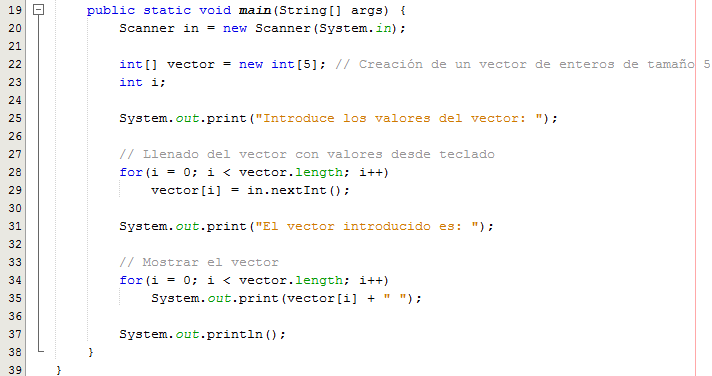 19 public static void main(String[] args) {
20 Scanner in = new Scanner(System.in);
21
22 int[] vector = new int[5]; // Creación de un vector de enteros de tamaño 5
23 int i;
24
25 System.out.print("Introduce los valores del vector: ");
26
27 // Llenado del vector con valores desde teclado
28 for(i = 0; i < vector.length; i++)
29 vector[i] = in.nextInt();
30
31 System.out.print("El vector introducido es: ");
32
33 // Mostrar el vector
34 for(i = 0; i < vector.length; i++)
35 System.out.print(vector[i] + " ");
36
37 System.out.println();
38 }
39 }